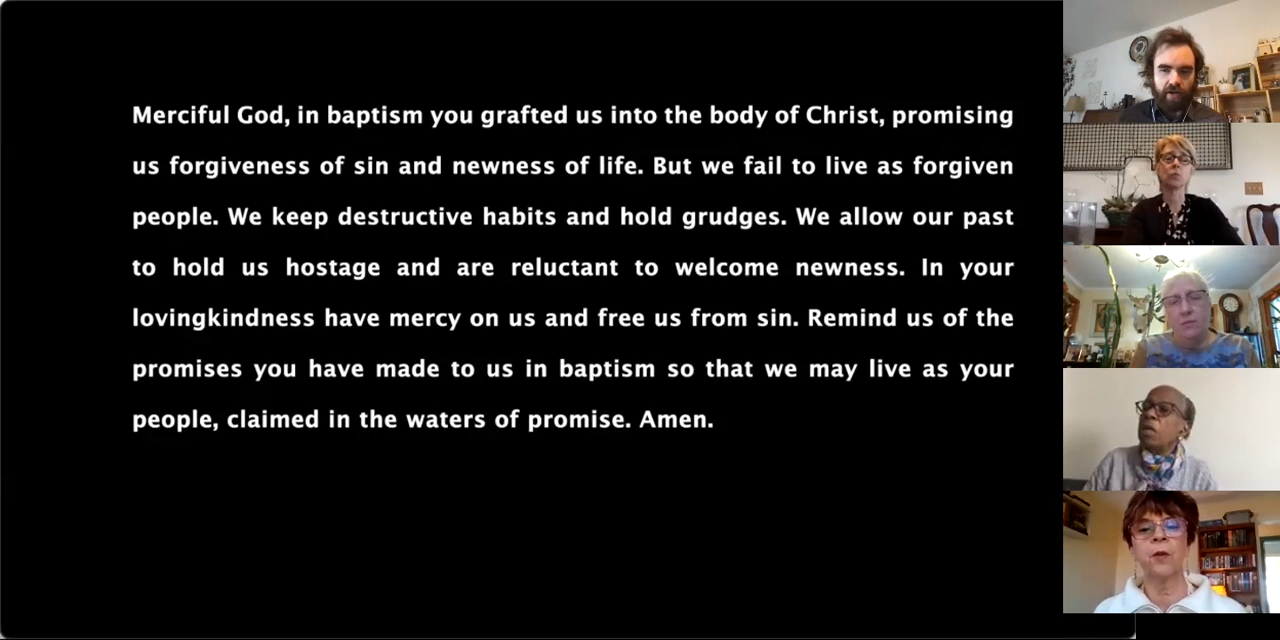 Merciful God, in baptism you grafted us into the body of Christ, promising
us forgiveness of sin and newness of life. But we fail to live as forgiven
people. We keep destructive habits and hold grudges. We allow our past
to hold us hostage and are reluctant to welcome newness. In your
lovingkindness have mercy on us and free us from sin. Remind us of the
promises you have made to us in baptism so that we may live as your
people, claimed in the waters of promise. Amen.